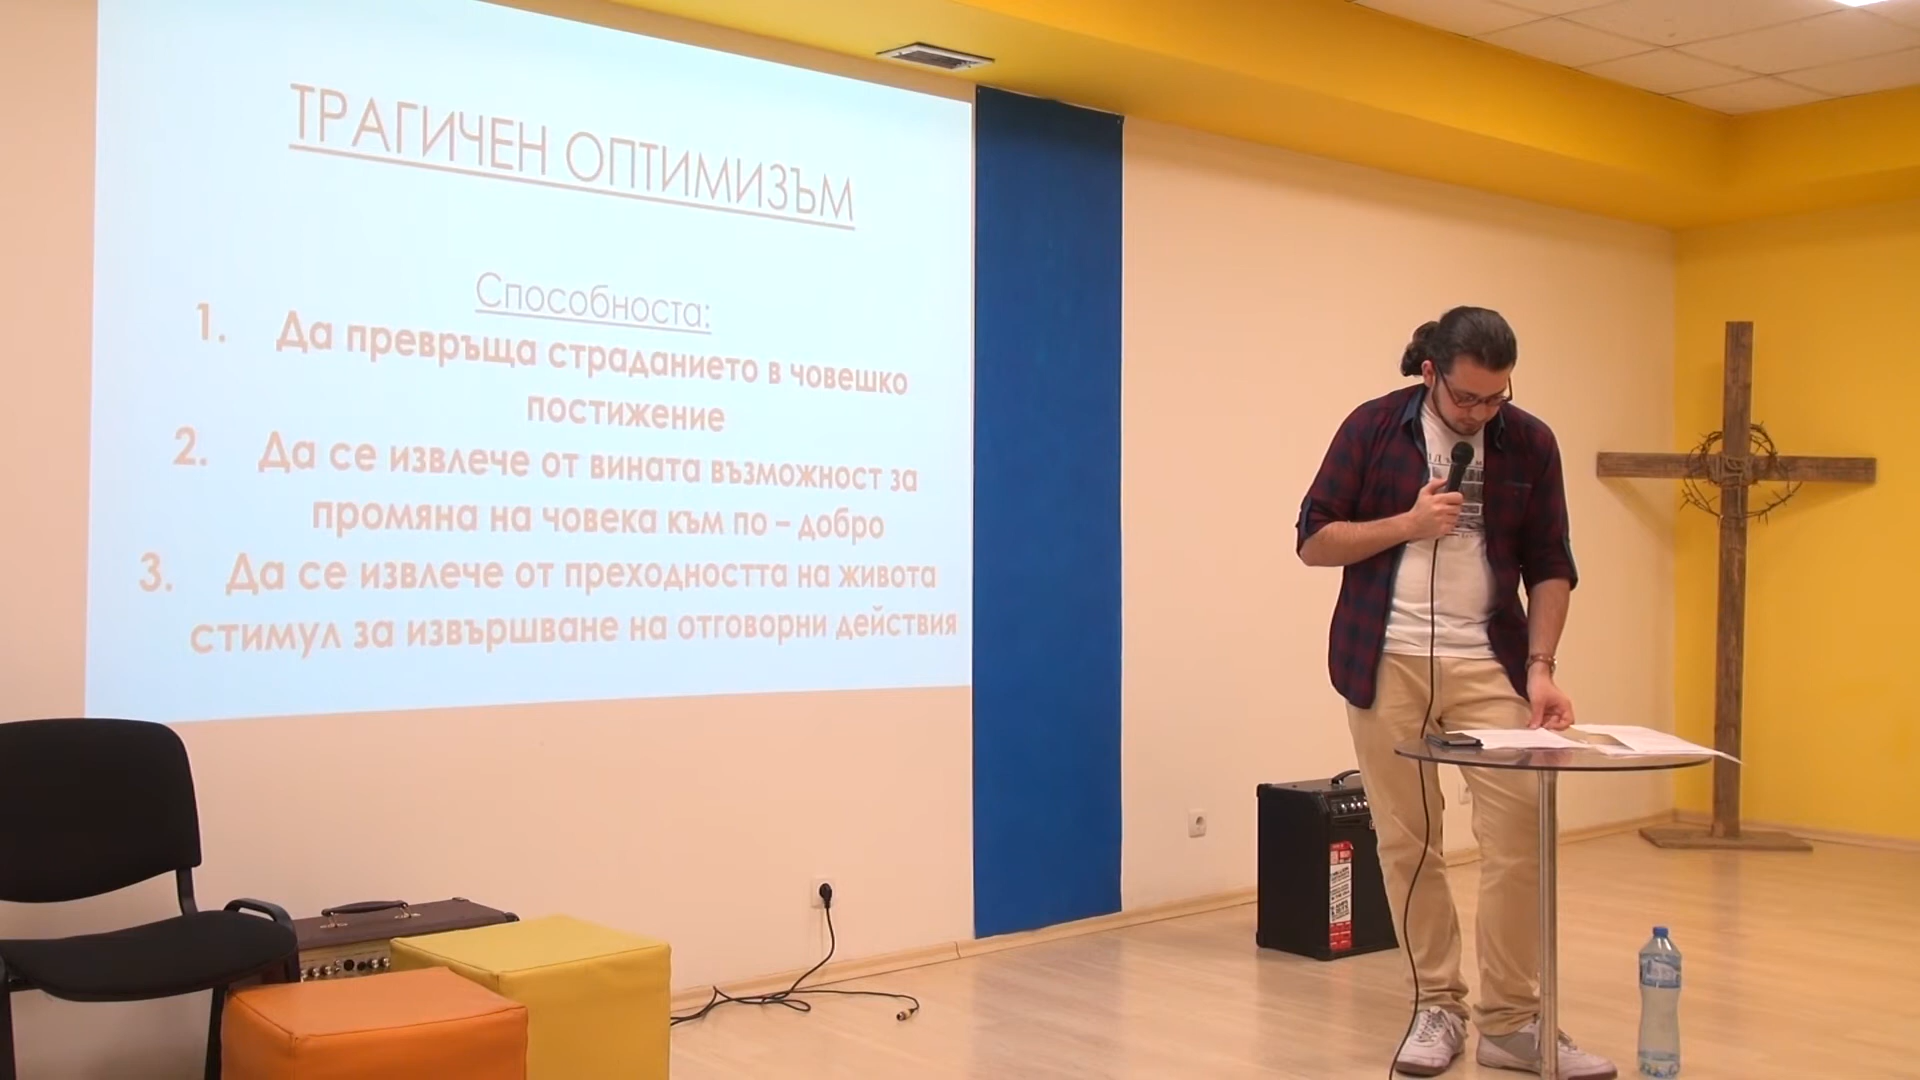 ТРАГИЧЕН ОПТИМИЗЪМ
Способноста:
1. Да превръща страданието в човешко
постижение
2. Да се извлече от вината възможност за
промяна на човека към по – добро
3. Да се извлече от преходността на живота
стимул за извършване на отговорни действия